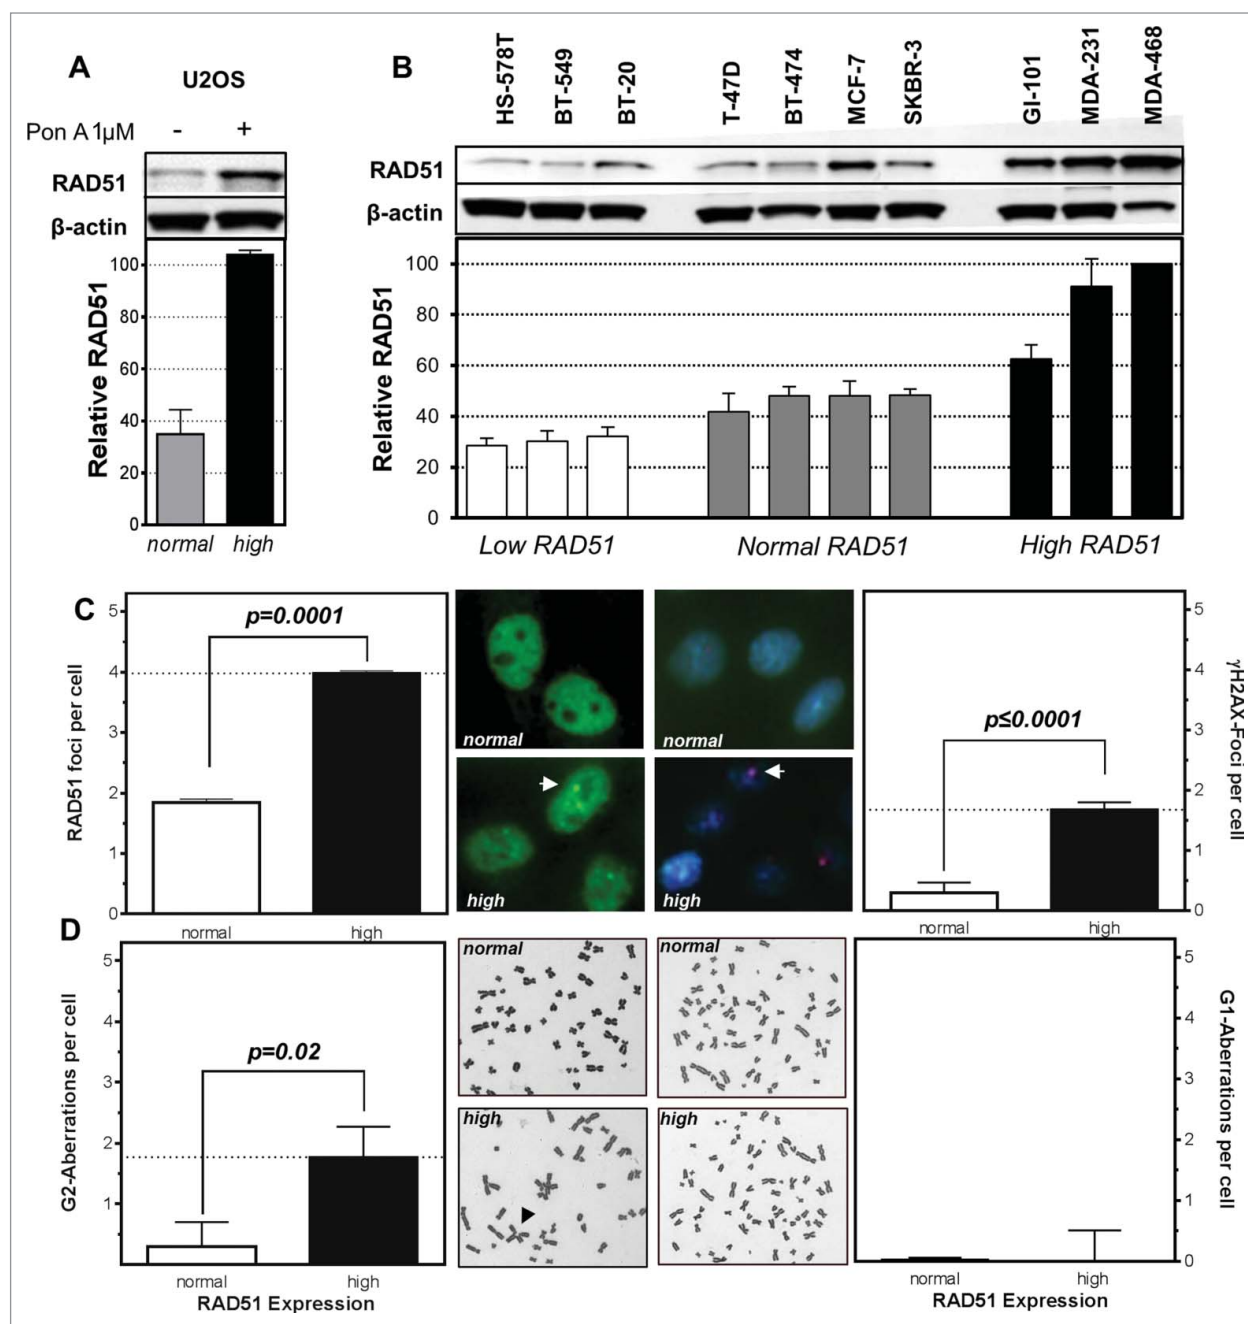 A
U2OS
Pon A 1µM - +
RAD51
β-actin
Relative RAD51
100
80
60
40
20
0
normal high
B
HS-578T BT-549 BT-20 T-47D BT-474 MCF-7 SKBR-3 GI-101 MDA-231 MDA-468
RAD51
β-actin
Relative RAD51
100
80
60
40
20
0
Low RAD51 Normal RAD51 High RAD51
C
RAD51 foci per cell
5
4
3
2
1
0
p=0.0001
normal high
normal normal
high high
p≤0.0001
5
4
3
2
1
0
γH2AX-Foci per cell
normal high
D
G2-Aberrations per cell
5
4
3
2
1
p=0.02
normal high
RAD51 Expression
normal normal
high high
5
4
3
2
1
0
G1-Aberrations per cell
normal high
RAD51 Expression